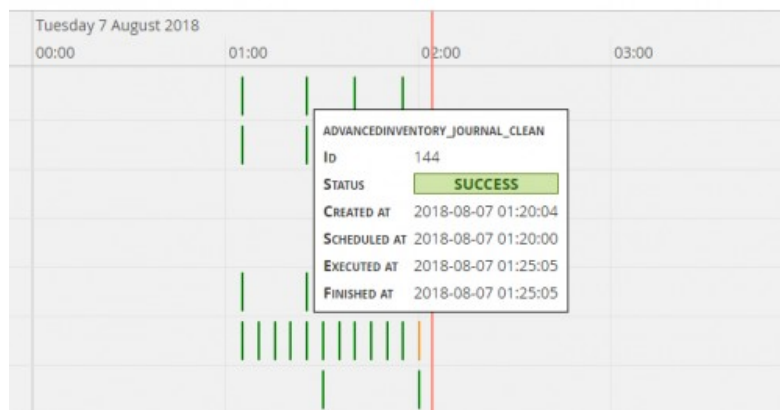 Tuesday 7 August 2018
00:00 01:00 02:00 03:00
ADVANCEDINVENTORY_JOURNAL_CLEAN
ID 144
STATUS SUCCESS
CREATED AT 2018-08-07 01:20:04
SCHEDULED AT 2018-08-07 01:20:00
EXECUTED AT 2018-08-07 01:25:05
FINISHED AT 2018-08-07 01:25:05